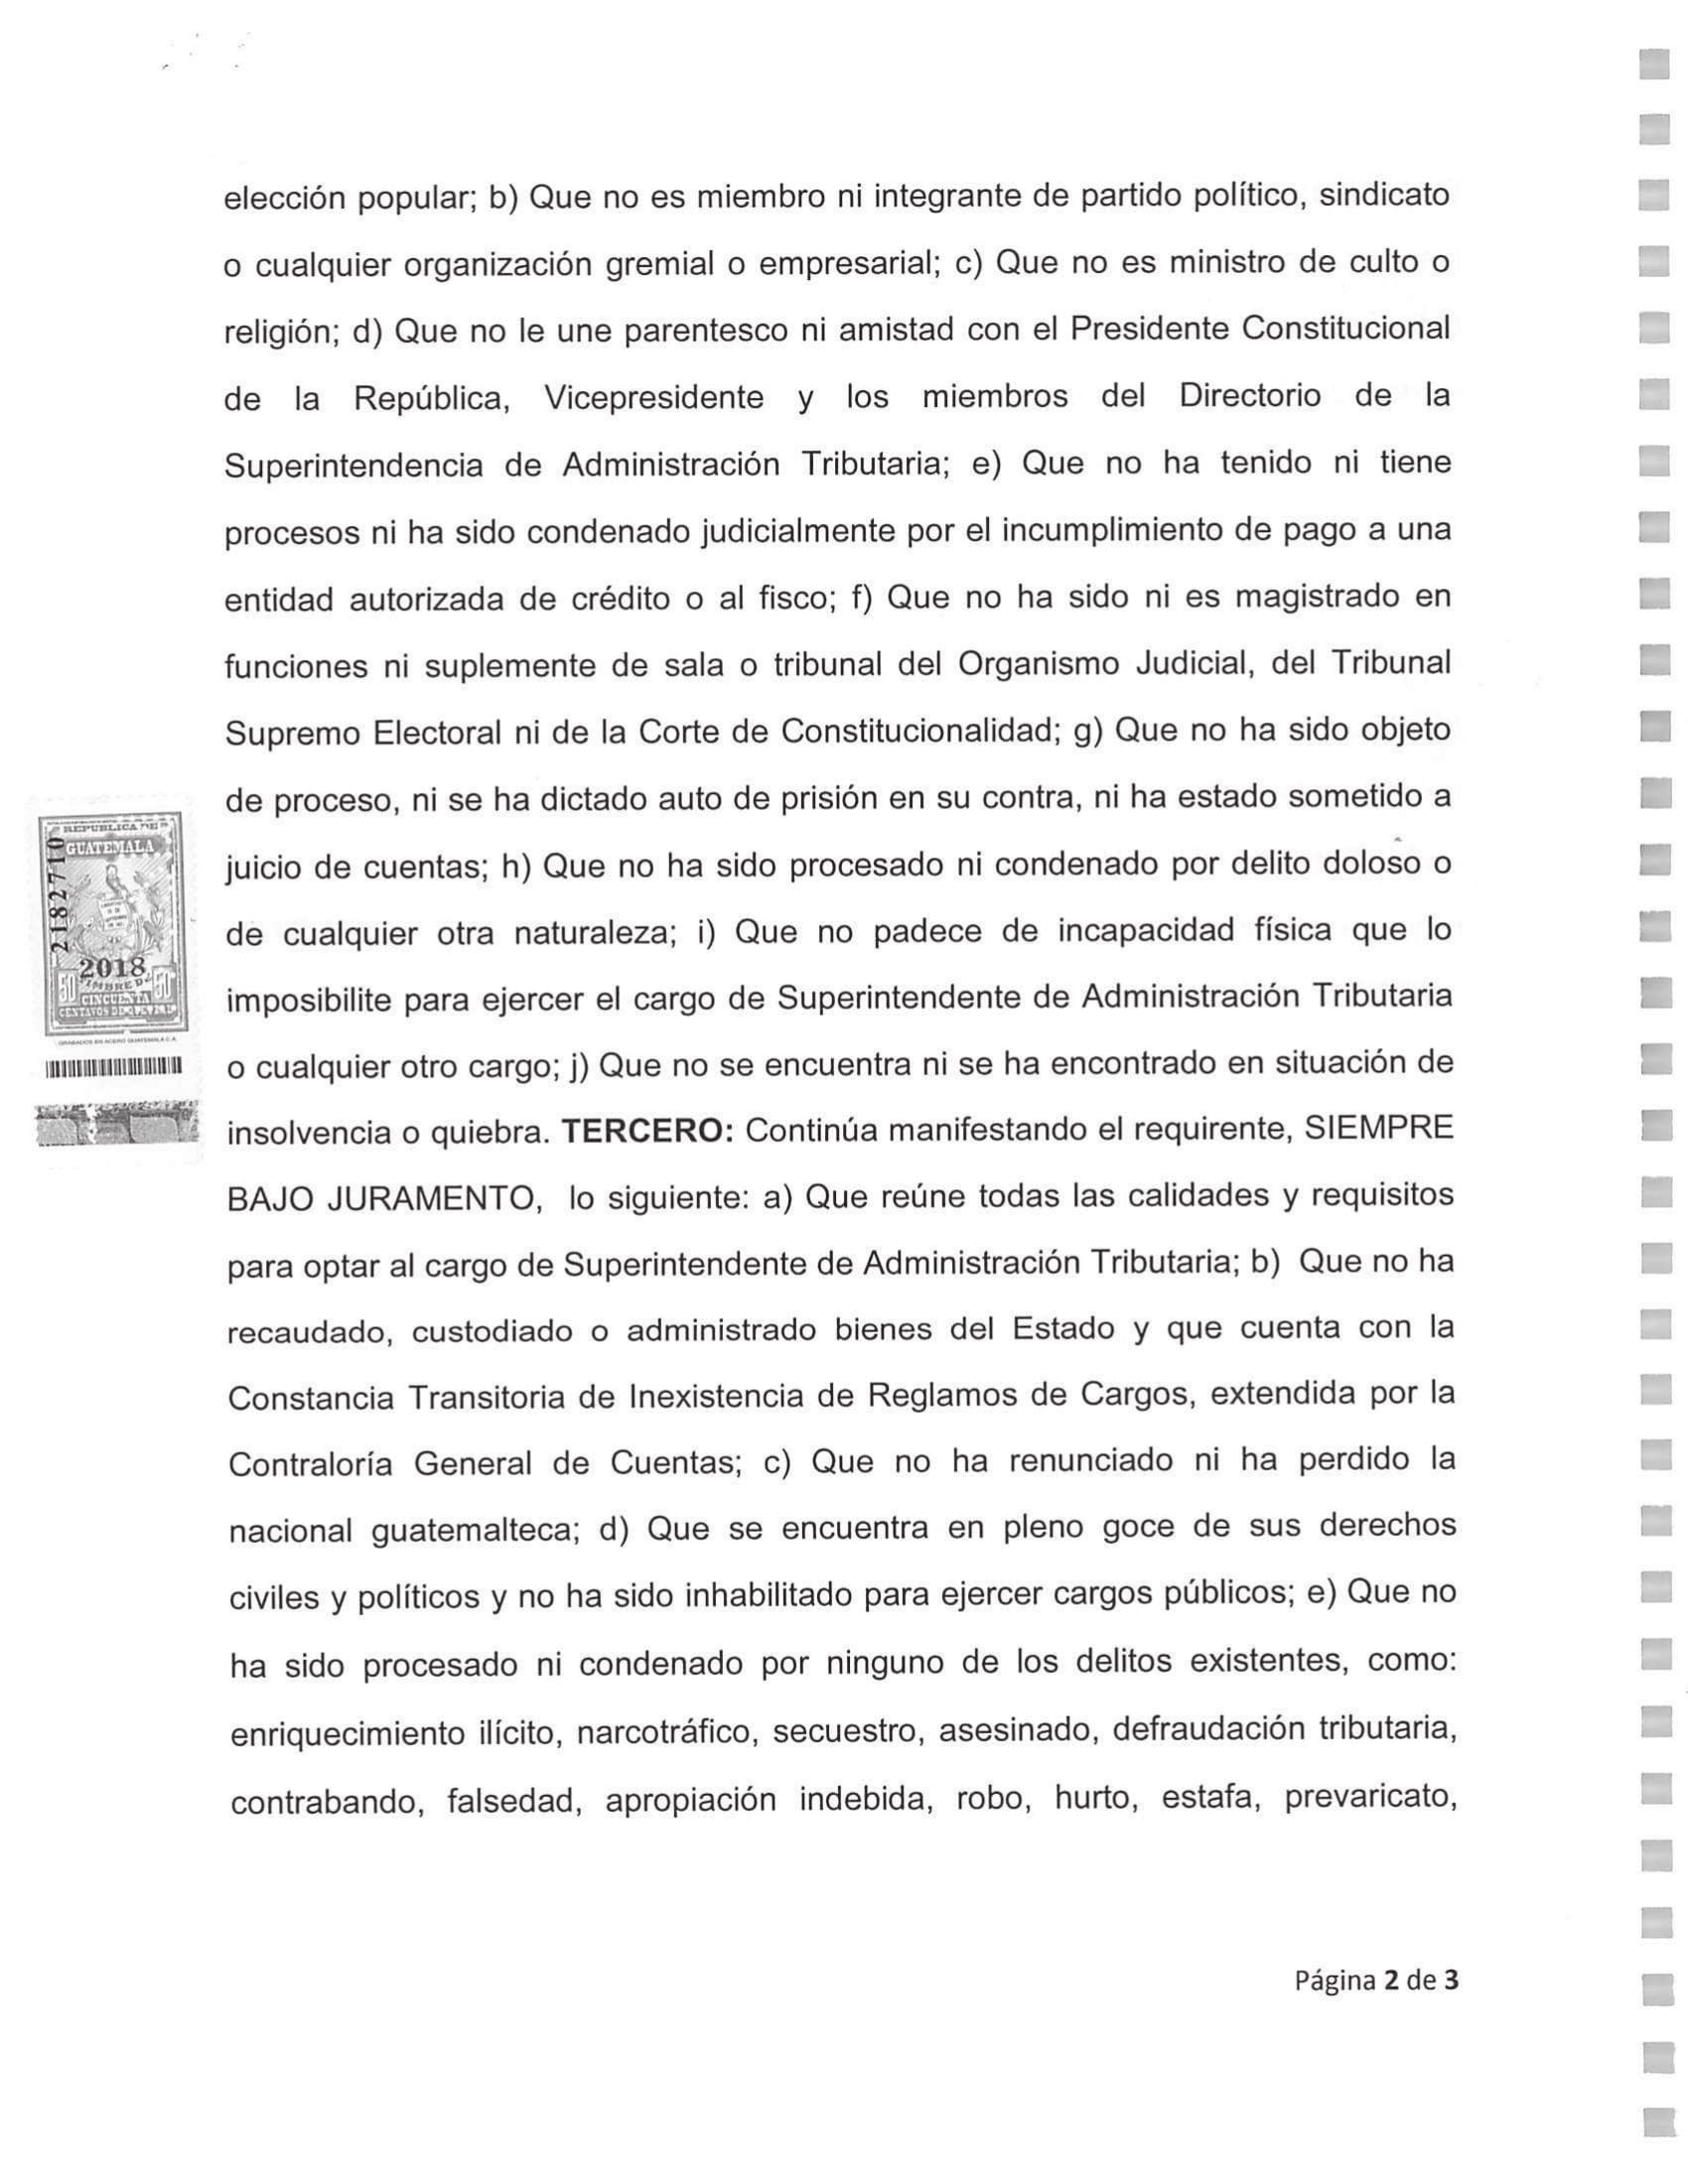 elección popular; b) Que no es miembro ni integrante de partido político, sindicato
o cualquier organización gremial o empresarial; c) Que no es ministro de culto o
religión; d) Que no le une parentesco ni amistad con el Presidente Constitucional
de la República, Vicepresidente y los miembros del Directorio de la
Superintendencia de Administración Tributaria; e) Que no ha tenido ni tiene
procesos ni ha sido condenado judicialmente por el incumplimiento de pago a una
entidad autorizada de crédito o al fisco; f) Que no ha sido ni es magistrado en
funciones ni suplemente de sala o tribunal del Organismo Judicial, del Tribunal
Supremo Electoral ni de la Corte de Constitucionalidad; g) Que no ha sido objeto
de proceso, ni se ha dictado auto de prisión en su contra, ni ha estado sometido a
juicio de cuentas; h) Que no ha sido procesado ni condenado por delito doloso o
de cualquier otra naturaleza; i) Que no padece de incapacidad física que lo
imposibilite para ejercer el cargo de Superintendente de Administración Tributaria
o cualquier otro cargo; j) Que no se encuentra ni se ha encontrado en situación de
insolvencia o quiebra. TERCERO: Continúa manifestando el requirente, SIEMPRE
BAJO JURAMENTO, lo siguiente: a) Que reúne todas las calidades y requisitos
para optar al cargo de Superintendente de Administración Tributaria; b) Que no ha
recaudado, custodiado o administrado bienes del Estado y que cuenta con la
Constancia Transitoria de Inexistencia de Reglamos de Cargos, extendida por la
Contraloría General de Cuentas; c) Que no ha renunciado ni ha perdido la
nacional guatemalteca; d) Que se encuentra en pleno goce de sus derechos
civiles y políticos y no ha sido inhabilitado para ejercer cargos públicos; e) Que no
ha sido procesado ni condenado por ninguno de los delitos existentes, como:
enriquecimiento ilícito, narcotráfico, secuestro, asesinado, defraudación tributaria,
contrabando, falsedad, apropiación indebida, robo, hurto, estafa, prevaricato,
REPUBLICA DE
GUATEMALA
2182710
2018
TIMBRE DE
50 CINCUENTA 50
CENTAVOS DE QUETZAL
GRABADOS EN ACERO GUATEMALA C.A.
Página 2 de 3